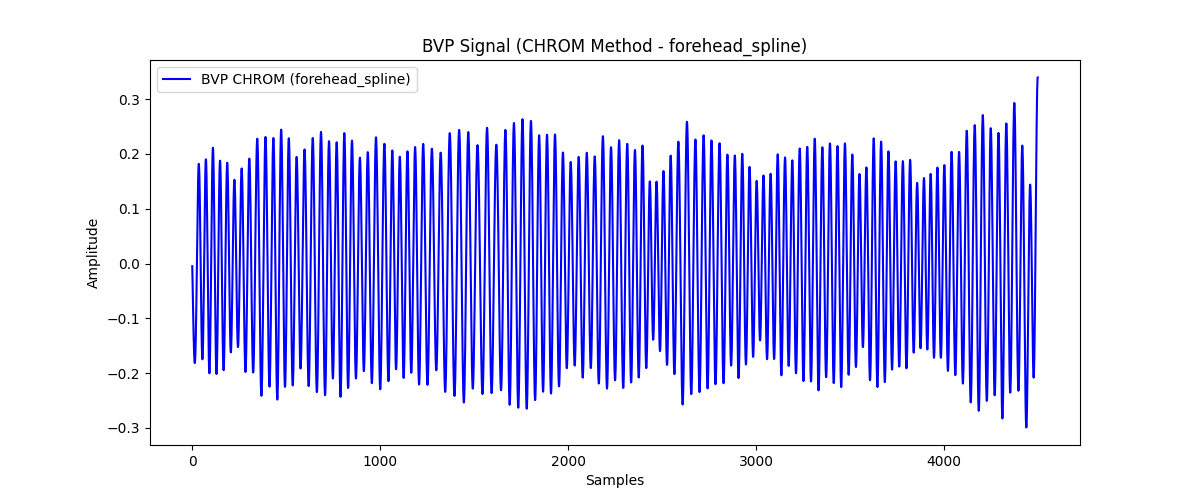 BVP Signal (CHROM Method - forehead_spline)
BVP CHROM (forehead_spline)
0.3
0.2
0.1
0.0
−0.1
−0.2
−0.3
Amplitude
0 1000 2000 3000 4000
Samples